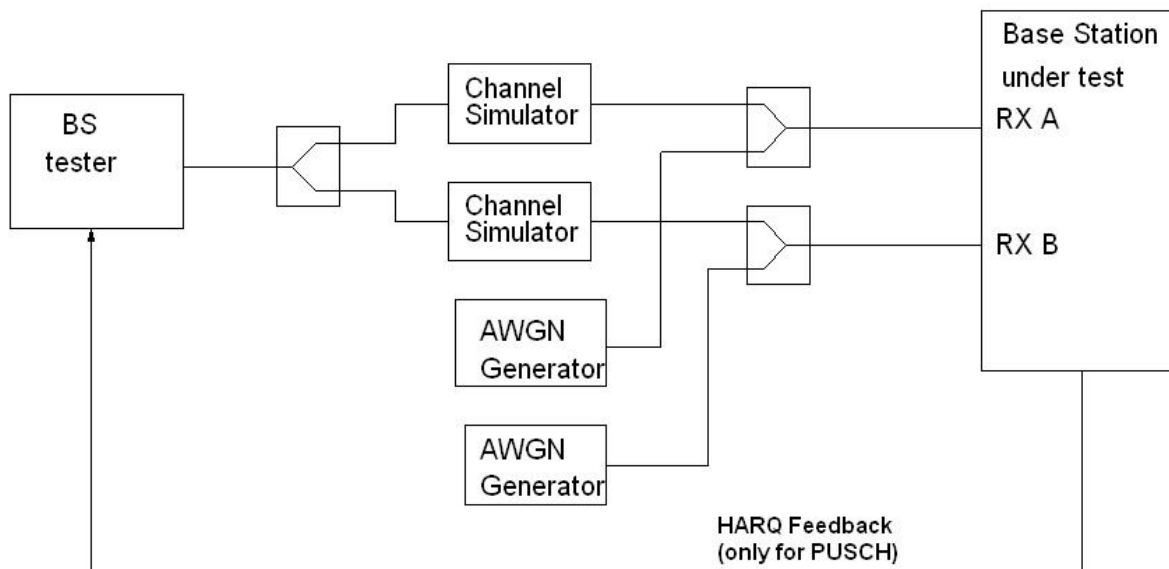 BS
tester
Channel
Simulator
Channel
Simulator
AWGN
Generator
AWGN
Generator
Base Station
under test
RX A
RX B
HARQ Feedback
(only for PUSCH)